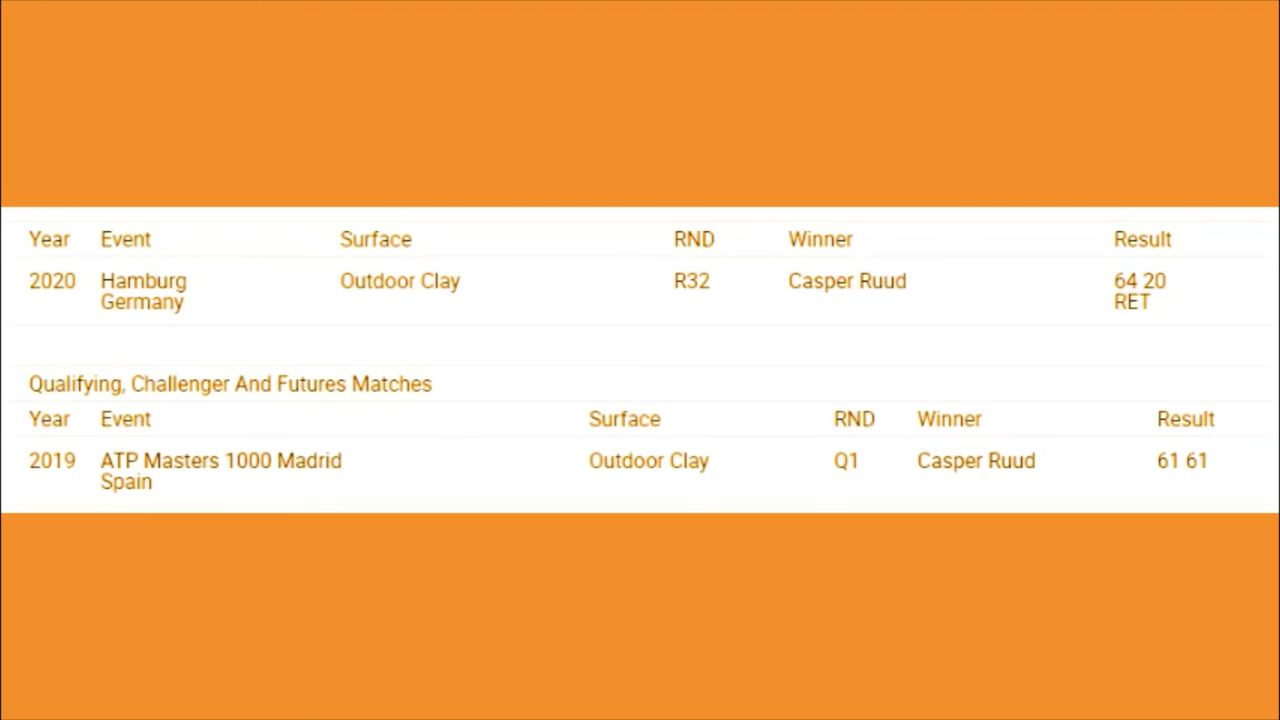 Year Event Surface RND Winner Result
2020 Hamburg Outdoor Clay R32 Casper Ruud 64 20
Germany RET
Qualifying, Challenger And Futures Matches
Year Event Surface RND Winner Result
2019 ATP Masters 1000 Madrid Outdoor Clay Q1 Casper Ruud 61 61
Spain